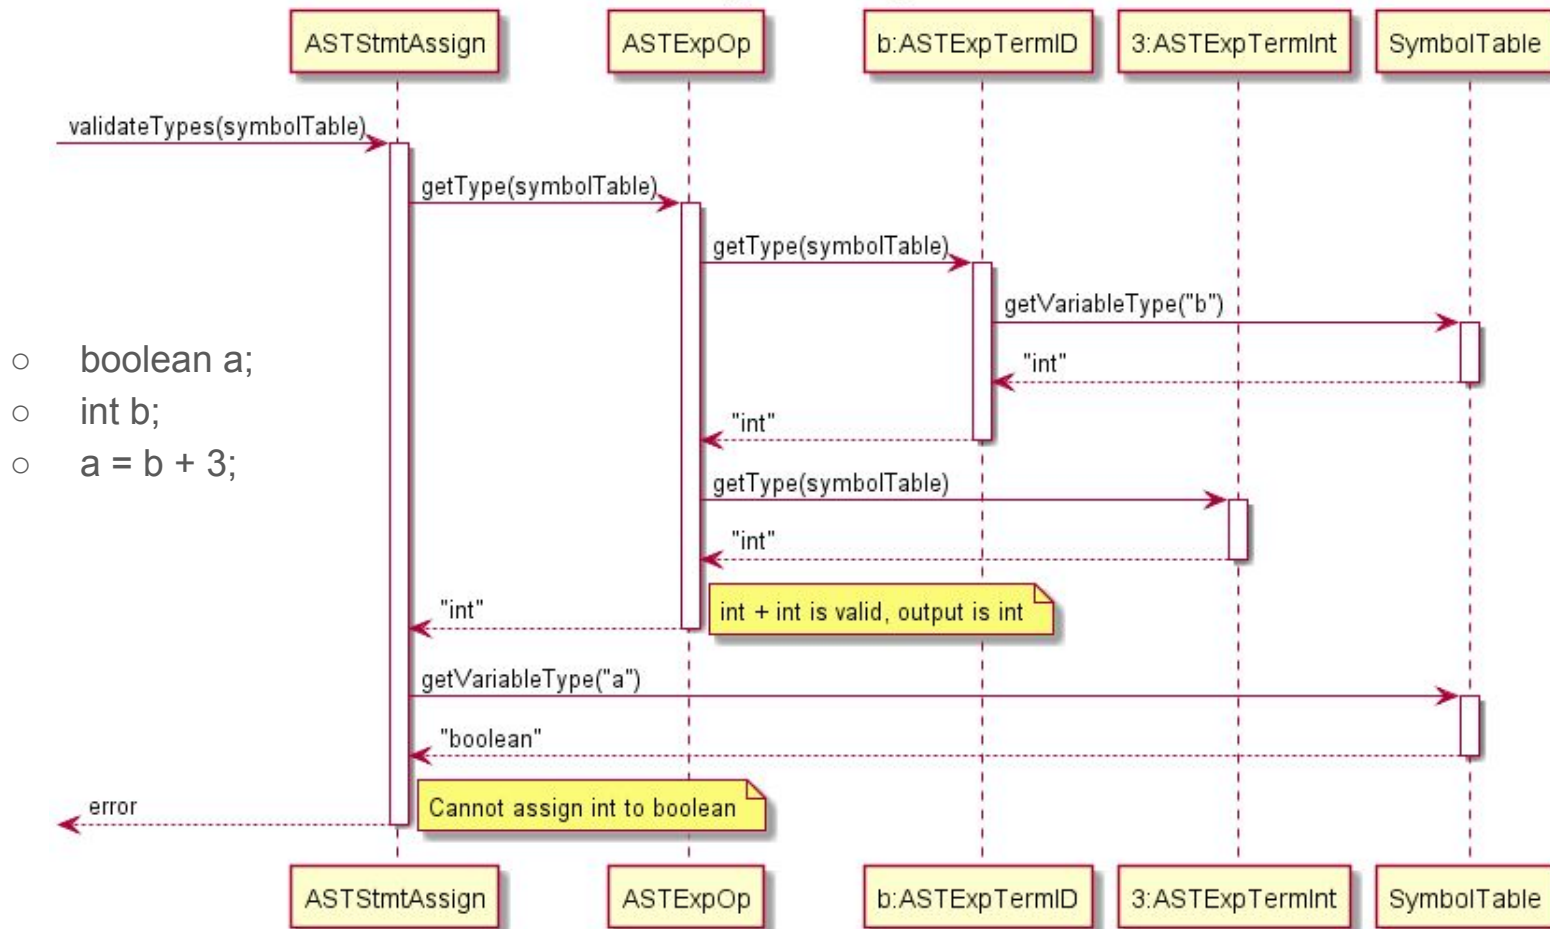 ASTStmtAssign
ASTExpOp
b:ASTExpTermID
3:ASTExpTermInt
SymbolTable
validateTypes(symbolTable)
getType(symbolTable)
getType(symbolTable)
getVariableType("b")
"int"
○ boolean a;
○ int b;
○ a = b + 3;
"int"
getType(symbolTable)
"int"
int + int is valid, output is int
"int"
getVariableType("a")
"boolean"
Cannot assign int to boolean
error
ASTStmtAssign
ASTExpOp
b:ASTExpTermID
3:ASTExpTermInt
SymbolTable